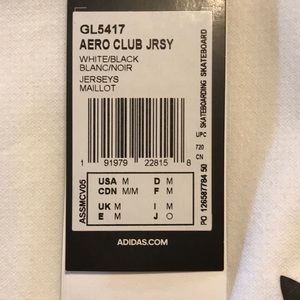 GL5417
AERO CLUB JRSY
WHITE/BLACK
BLANC/NOIR
JERSEYS
MAILLOT
1 91979 22815 8
ASSMCV05
USA M D M
CDN M/M F M
UK M I M
E M J O
ADIDAS.COM
SKATEBOARDING SKATEBOARD
UPC
720
CN
PO 126587784 50